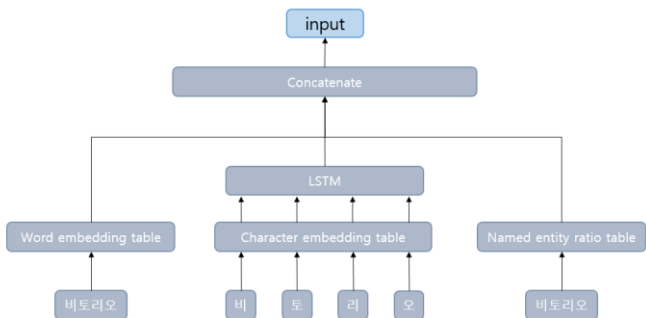 input
Concatenate
LSTM
Word embedding table
Character embedding table
Named entity ratio table
비토리오
비
토
리
오
비토리오